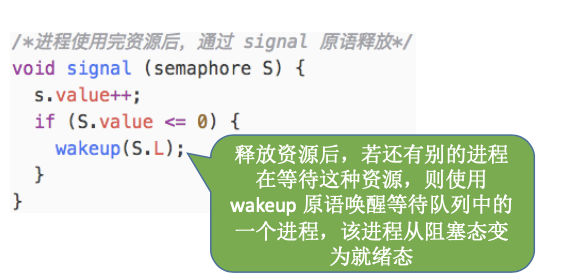 /*进程使用完资源后，通过 signal 原语释放*/
void signal (semaphore S) {
s.value++;
if (S.value <= 0) {
wakeup(S.L);
}
}
释放资源后，若还有别的进程
在等待这种资源，则使用
wakeup 原语唤醒等待队列中的
一个进程，该进程从阻塞态变
为就绪态